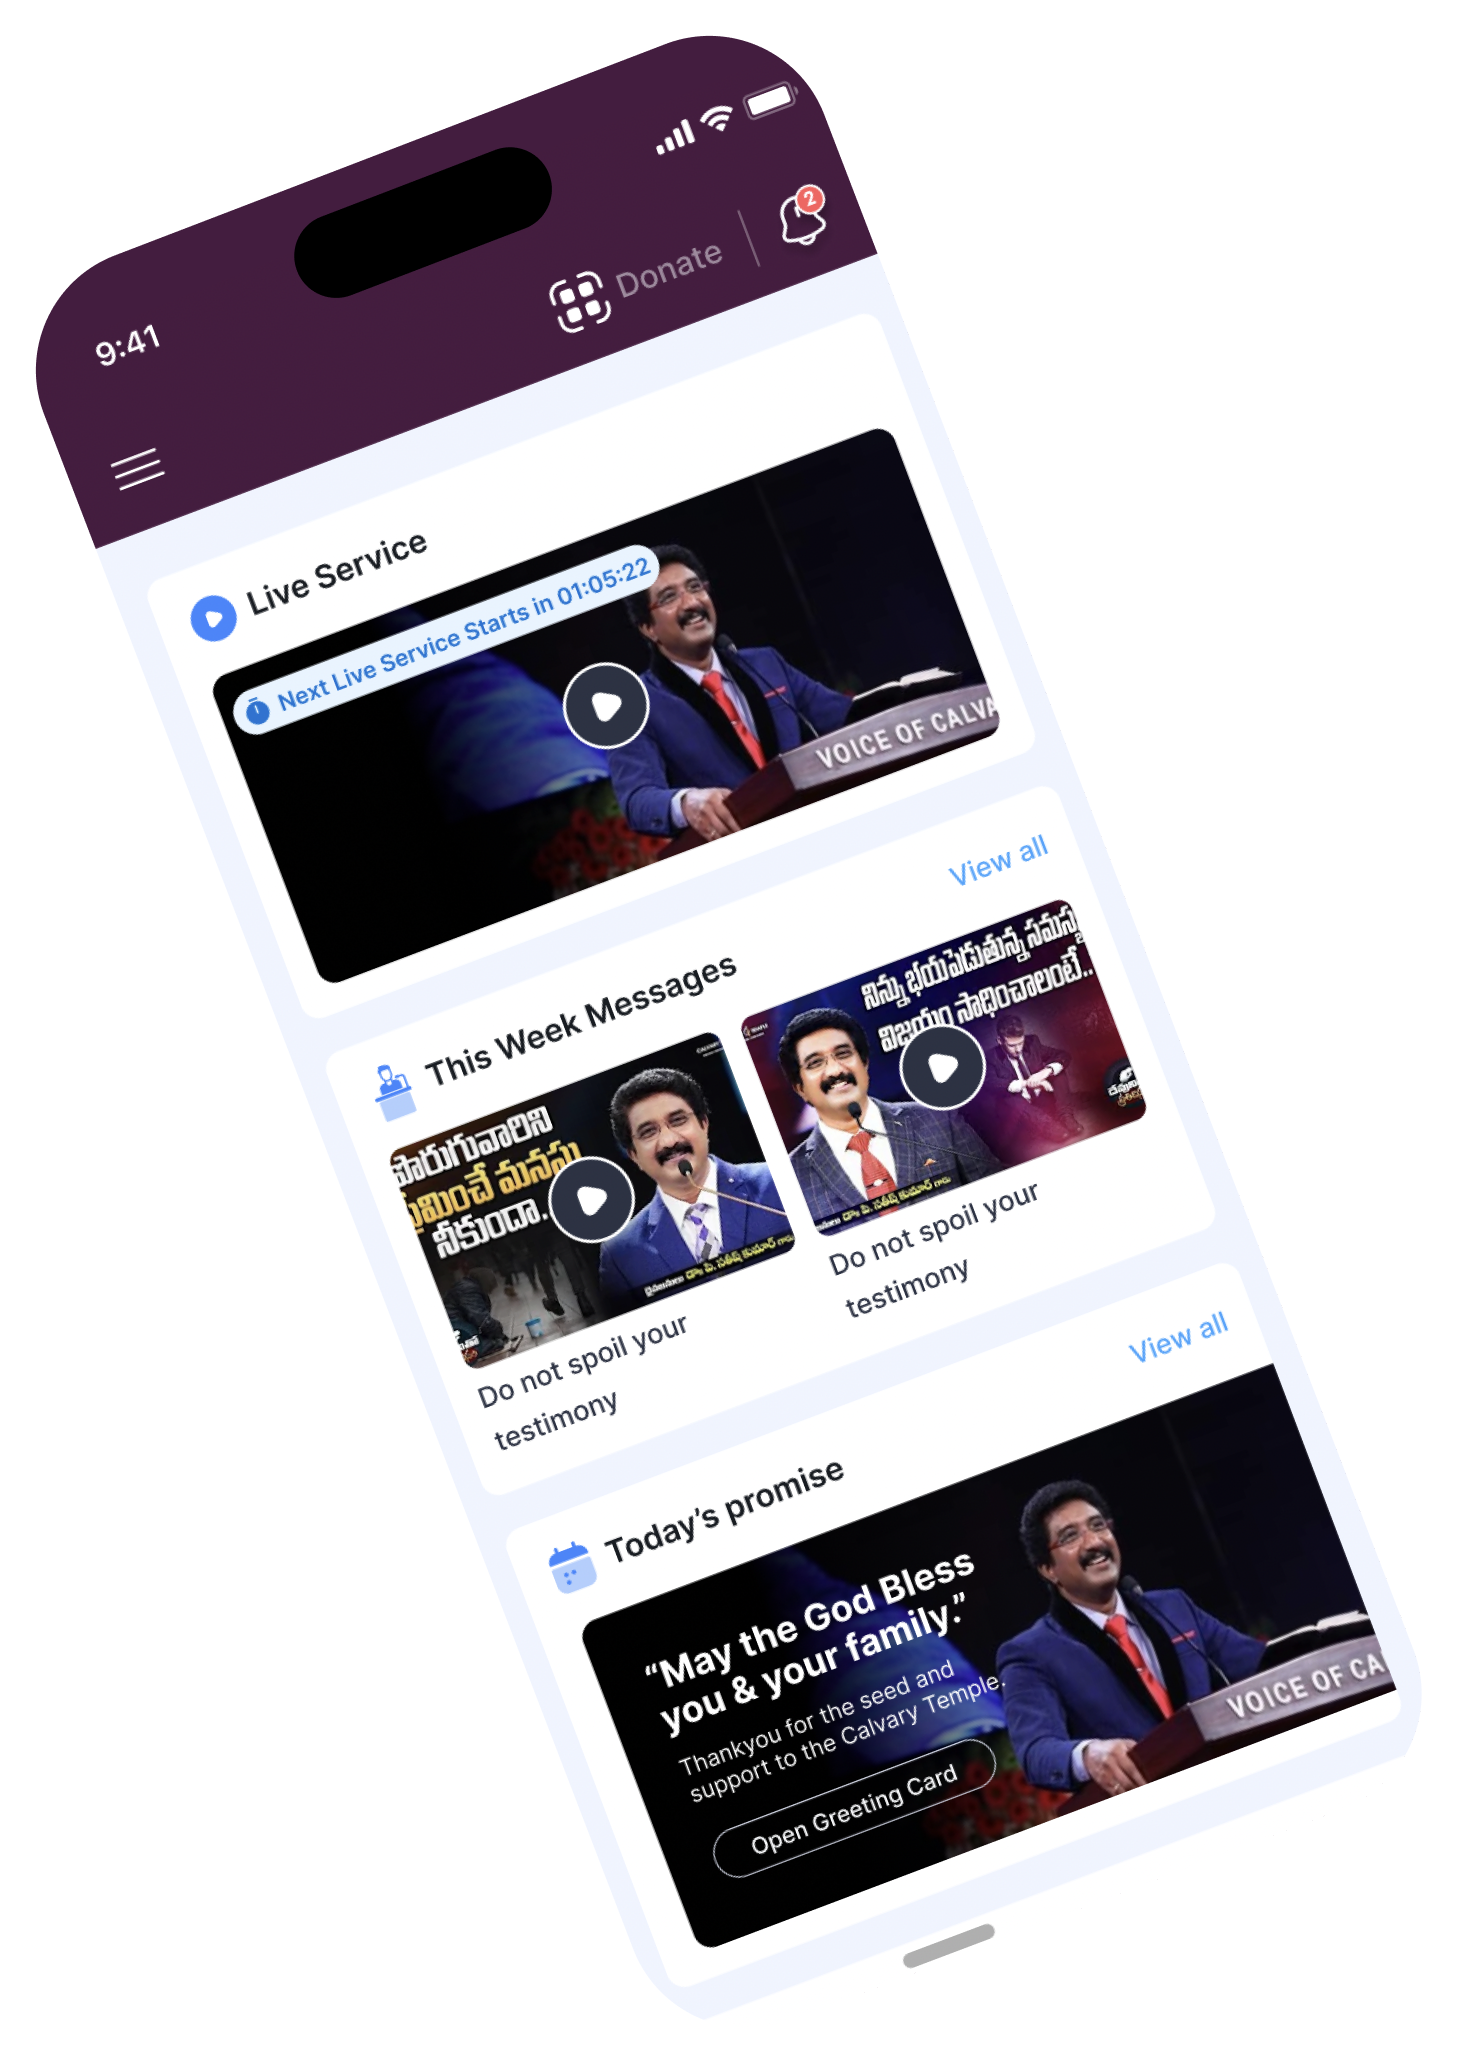 9:41
Donate
2
Live Service
Next Live Service Starts in 01:05:22
VOICE OF CALVA
This Week Messages
View all
పొరుగువారిని
ప్రేమించే మనసు
నీకుందా..
డాః పి. సతీష్ కుమార్ గారు
Do not spoil your
testimony
TEMPLE
నిన్ను భయపెడుతున్న సమస్య
విజయం సాధించాలంటే..
డాః పి. సతీష్ కుమార్ గారు
Do not spoil your
testimony
Today's promise
View all
“May the God Bless
you & your family.”
Thankyou for the seed and
support to the Calvary Temple.
Open Greeting Card
VOICE OF CA